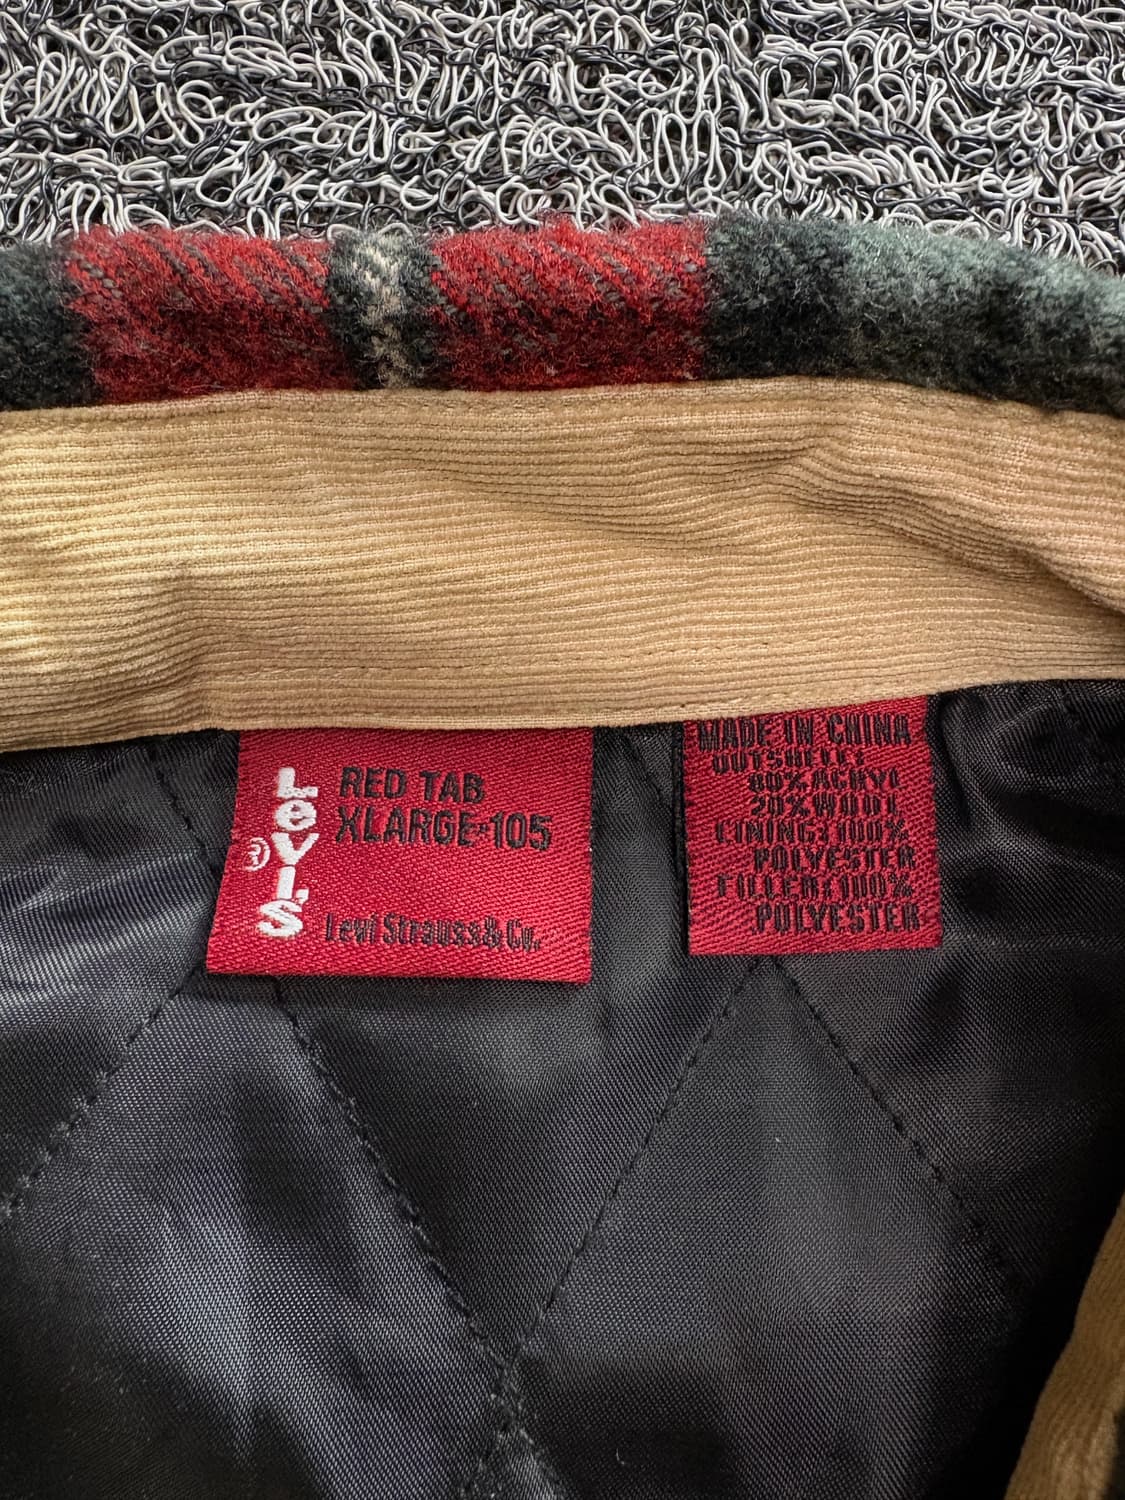 Levi's
®
RED TAB
XLARGE-105
Levi Strauss & Co.
MADE IN CHINA
OUTSHELL:
80% ACRYL
20% WOOL
LINING: 100%
POLYESTER
FILLER: 100%
POLYESTER